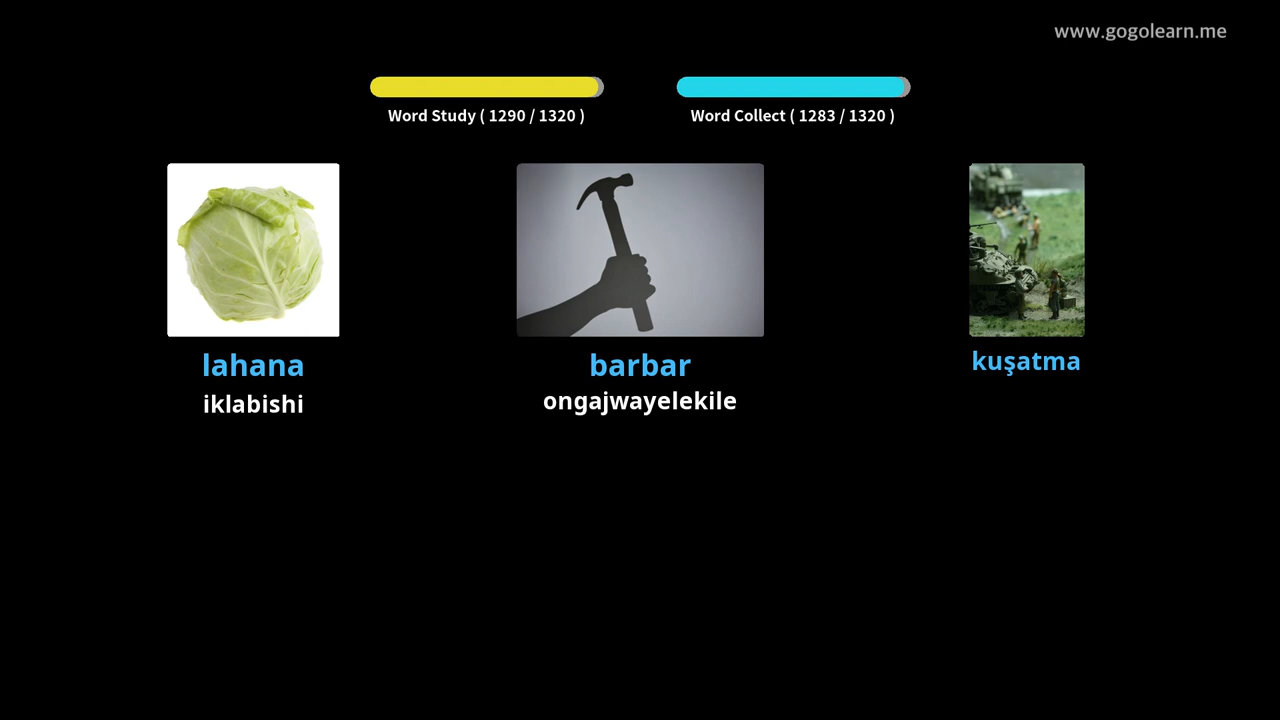 www.gogolearn.me
Word Study ( 1290 / 1320 )
Word Collect ( 1283 / 1320 )
lahana
iklabishi
barbar
ongajwayelekile
kuşatma